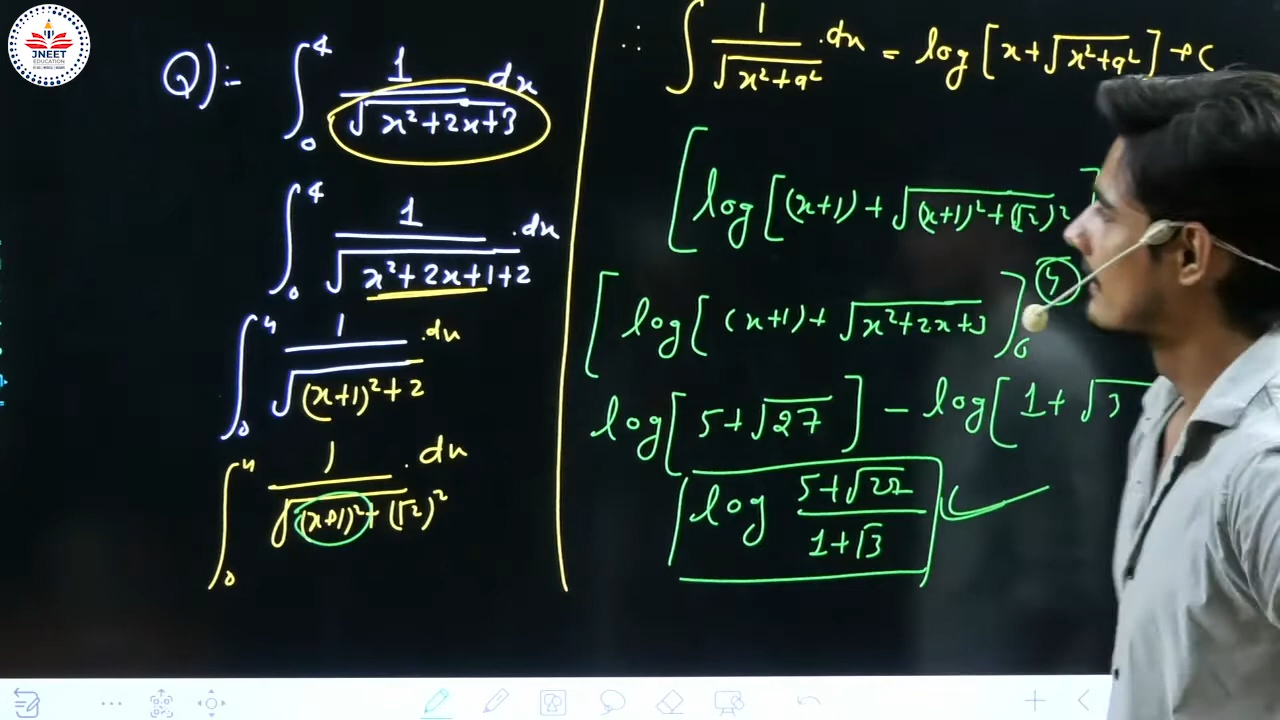 JNEET
EDUCATION
Q):- ∫₀⁴ 1/√(x²+2x+3) dx
∫₀⁴ 1/√(x²+2x+1+2) .dx
∫₀⁴ 1/√((x+1)²+2) .dx
∫₀⁴ 1/√((x+1)²+(√2)²) .dx
∴ ∫ 1/√(x²+a²) .dx = log[x+√(x²+a²)]+C
[log[(x+1)+√((x+1)²+(√2)²)
[log[(x+1)+√(x²+2x+3)]₀⁴
log[5+√27] - log[1+√3
log (5+√27)/(1+√3)